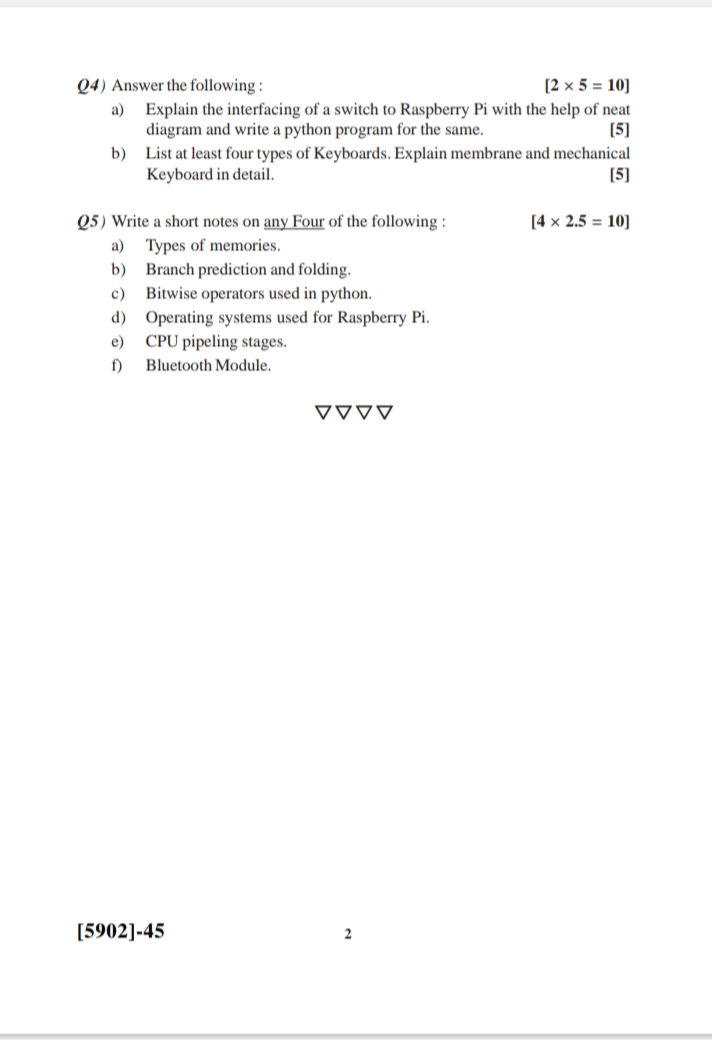 Q4) Answer the following : [2 × 5 = 10]
a) Explain the interfacing of a switch to Raspberry Pi with the help of neat
diagram and write a python program for the same. [5]
b) List at least four types of Keyboards. Explain membrane and mechanical
Keyboard in detail. [5]
Q5) Write a short notes on any Four of the following : [4 × 2.5 = 10]
a) Types of memories.
b) Branch prediction and folding.
c) Bitwise operators used in python.
d) Operating systems used for Raspberry Pi.
e) CPU pipeling stages.
f) Bluetooth Module.
[5902]-45 2